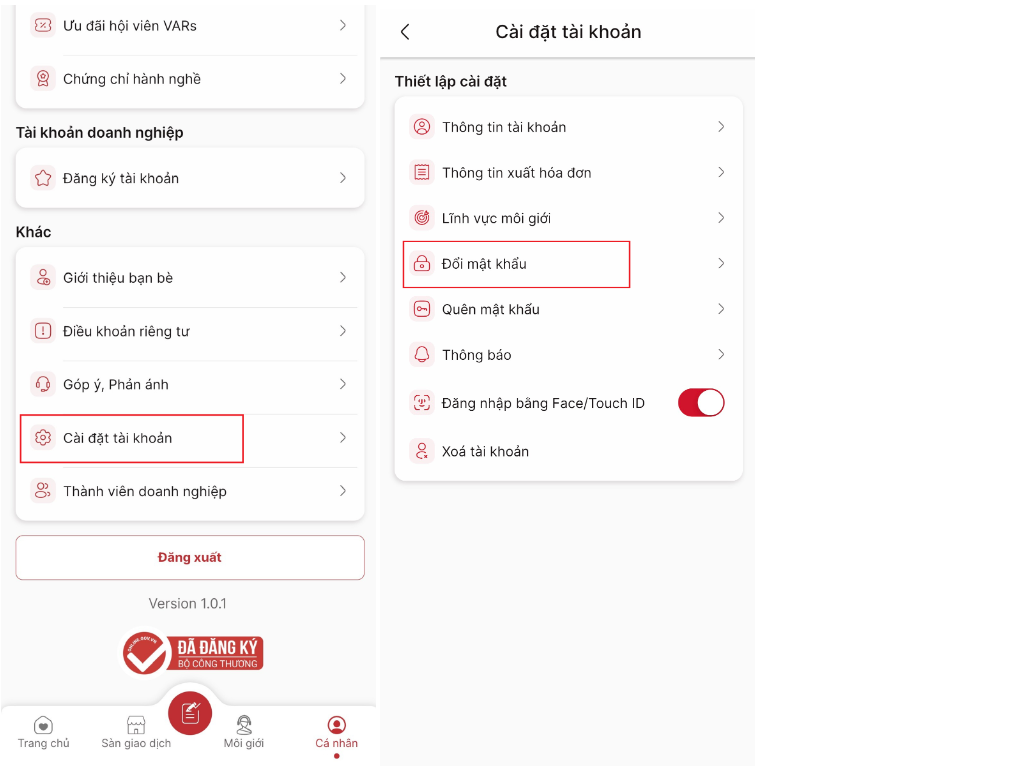 Ưu đãi hội viên VARs
Chứng chỉ hành nghề
Tài khoản doanh nghiệp
Đăng ký tài khoản
Khác
Giới thiệu bạn bè
Điều khoản riêng tư
Góp ý, Phản ánh
Cài đặt tài khoản
Thành viên doanh nghiệp
Đăng xuất
Version 1.0.1
ONLINE.GOV.VN
ĐÃ ĐĂNG KÝ
BỘ CÔNG THƯƠNG
Trang chủ
Sàn giao dịch
Môi giới
Cá nhân
Cài đặt tài khoản
Thiết lập cài đặt
Thông tin tài khoản
Thông tin xuất hóa đơn
Lĩnh vực môi giới
Đổi mật khẩu
Quên mật khẩu
Thông báo
Đăng nhập bằng Face/Touch ID
Xoá tài khoản